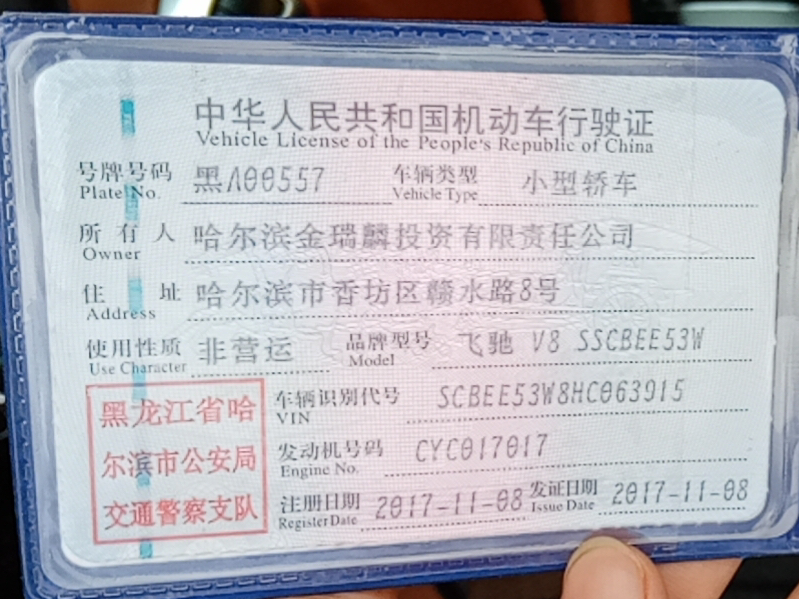 中华人民共和国机动车行驶证
Vehicle License of the People's Republic of China
号牌号码 黑A00557 车辆类型 小型轿车
Plate No. Vehicle Type
所有人 哈尔滨金瑞麟投资有限责任公司
Owner
住址 哈尔滨市香坊区赣水路8号
Address
使用性质 非营运 品牌型号 飞驰 V8 SSCBEE53W
Use Character Model
黑龙江省哈
尔滨市公安局
交通警察支队
车辆识别代号 SCBEE53W8HC063915
VIN
发动机号码 CYC017017
Engine No.
注册日期 2017-11-08 发证日期 2017-11-08
Register Date Issue Date